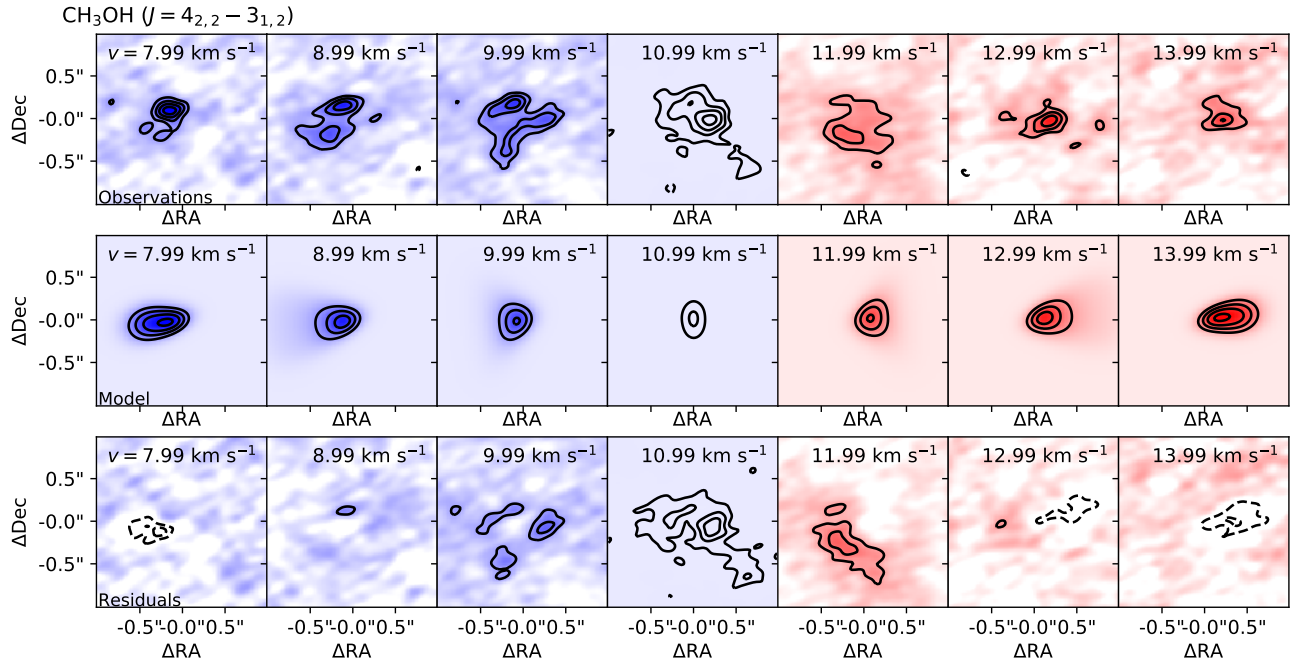 CH₃OH (J = 4₂,₂ − 3₁,₂)
v = 7.99 km s⁻¹ 8.99 km s⁻¹ 9.99 km s⁻¹ 10.99 km s⁻¹ 11.99 km s⁻¹ 12.99 km s⁻¹ 13.99 km s⁻¹
0.5"
-0.0"
-0.5"
ΔDec
Observations
ΔRA ΔRA ΔRA ΔRA ΔRA ΔRA ΔRA
v = 7.99 km s⁻¹ 8.99 km s⁻¹ 9.99 km s⁻¹ 10.99 km s⁻¹ 11.99 km s⁻¹ 12.99 km s⁻¹ 13.99 km s⁻¹
0.5"
-0.0"
-0.5"
ΔDec
Model
ΔRA ΔRA ΔRA ΔRA ΔRA ΔRA ΔRA
v = 7.99 km s⁻¹ 8.99 km s⁻¹ 9.99 km s⁻¹ 10.99 km s⁻¹ 11.99 km s⁻¹ 12.99 km s⁻¹ 13.99 km s⁻¹
0.5"
-0.0"
-0.5"
ΔDec
Residuals
-0.5"-0.0"0.5" -0.5"-0.0"0.5" -0.5"-0.0"0.5" -0.5"-0.0"0.5" -0.5"-0.0"0.5" -0.5"-0.0"0.5" -0.5"-0.0"0.5"
ΔRA ΔRA ΔRA ΔRA ΔRA ΔRA ΔRA